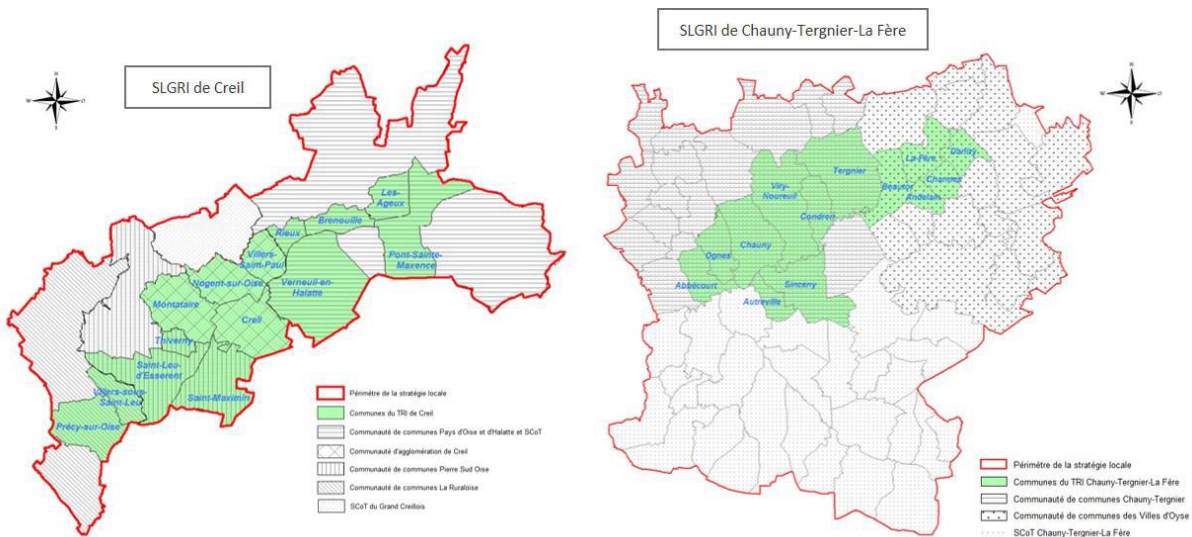 SLGRI de Creil
N
W
O
S
Les-
Ageux
Brenouille
Rieux
Villers-
Saint-Paul
Pont-Sainte-
Maxence
Nogent-sur-Oise
Verneuil-en-
Halatte
Montataire
Creil
Thiverny
Saint-Leu-
d'Esserent
Villers-sous-
Saint-Leu
Saint-Maximin
Précy-sur-Oise
Périmètre de la stratégie locale
Communes du TRI de Creil
Communauté de communes Pays d'Oise et d'Halatte et SCoT
Communauté d'agglomération de Creil
Communauté de communes Pierre Sud Oise
Communauté de communes La Ruraloise
SCoT du Grand Creillois
SLGRI de Chauny-Tergnier-La Fère
N
W
O
S
La-Fère
Danizy
Tergnier
Charmes
Beautor
Andelain
Viry-
Noureuil
Condren
Chauny
Ognes
Abbécourt
Sinceny
Autreville
Périmètre de la stratégie locale
Communes du TRI Chauny-Tergnier-La Fère
Communauté de communes Chauny-Tergnier
Communauté de communes des Villes d'Oyse
SCoT Chauny-Tergnier-La Fère